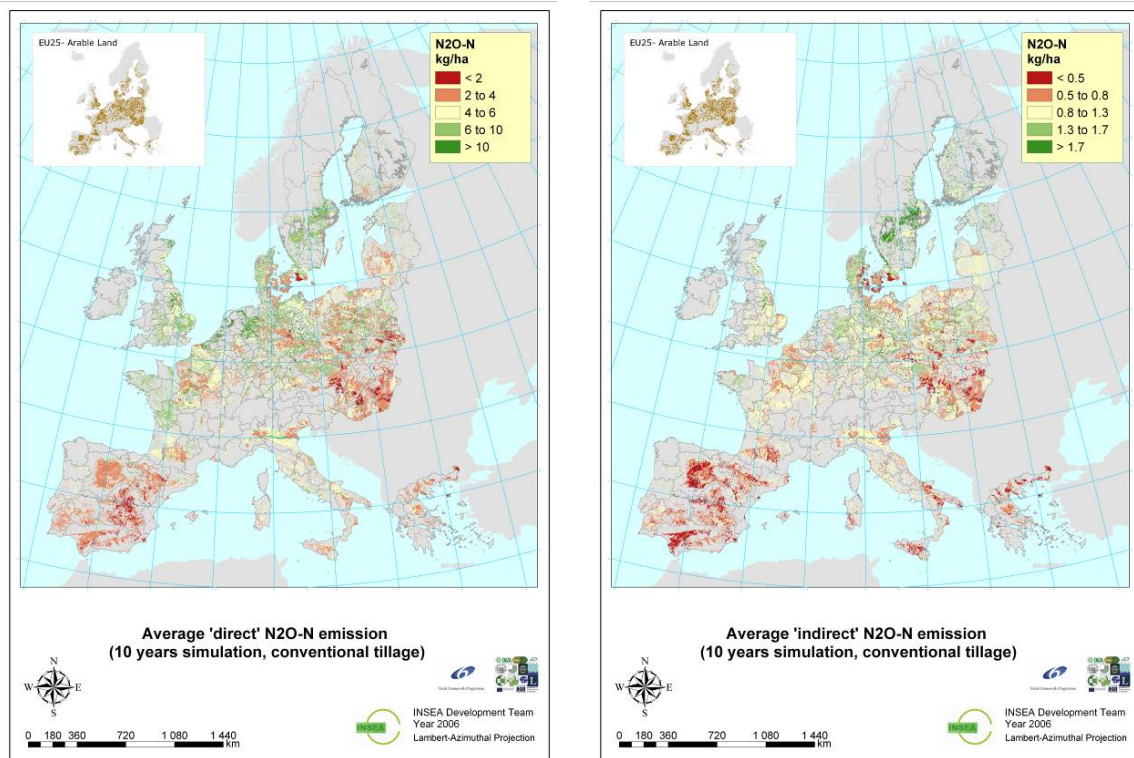 EU25- Arable Land
N2O-N
kg/ha
< 2
2 to 4
4 to 6
6 to 10
> 10
Average 'direct' N2O-N emission
(10 years simulation, conventional tillage)
N
W
E
S
INSEA
INSEA Development Team
Year 2006
Lambert-Azimuthal Projection
0 180 360 720 1 080 1 440
km
EU25- Arable Land
N2O-N
kg/ha
< 0.5
0.5 to 0.8
0.8 to 1.3
1.3 to 1.7
> 1.7
Average 'indirect' N2O-N emission
(10 years simulation, conventional tillage)
N
W
E
S
INSEA
INSEA Development Team
Year 2006
Lambert-Azimuthal Projection
0 180 360 720 1 080 1 440
km